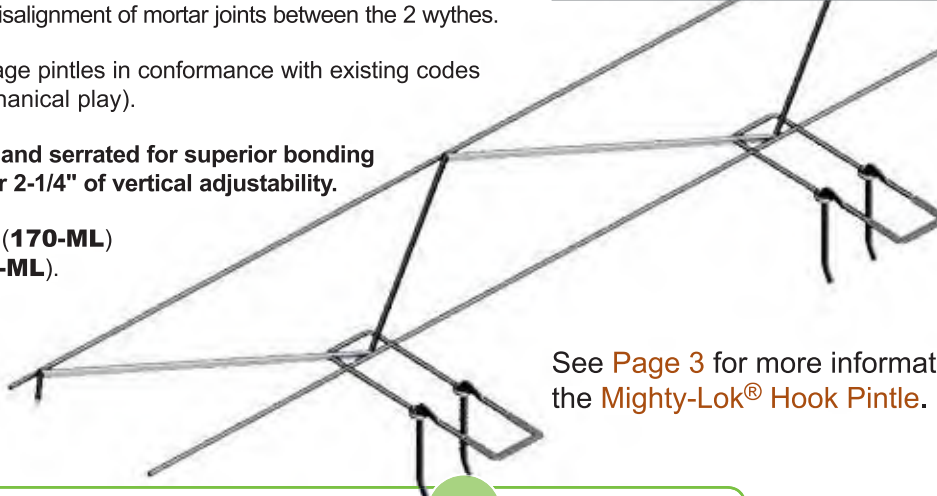 isalignment of mortar joints between the 2 wythes.
age pintles in conformance with existing codes
hanical play).
and serrated for superior bonding
r 2-1/4" of vertical adjustability.
(170-ML)
-ML).
See Page 3 for more informat
the Mighty-Lok® Hook Pintle.